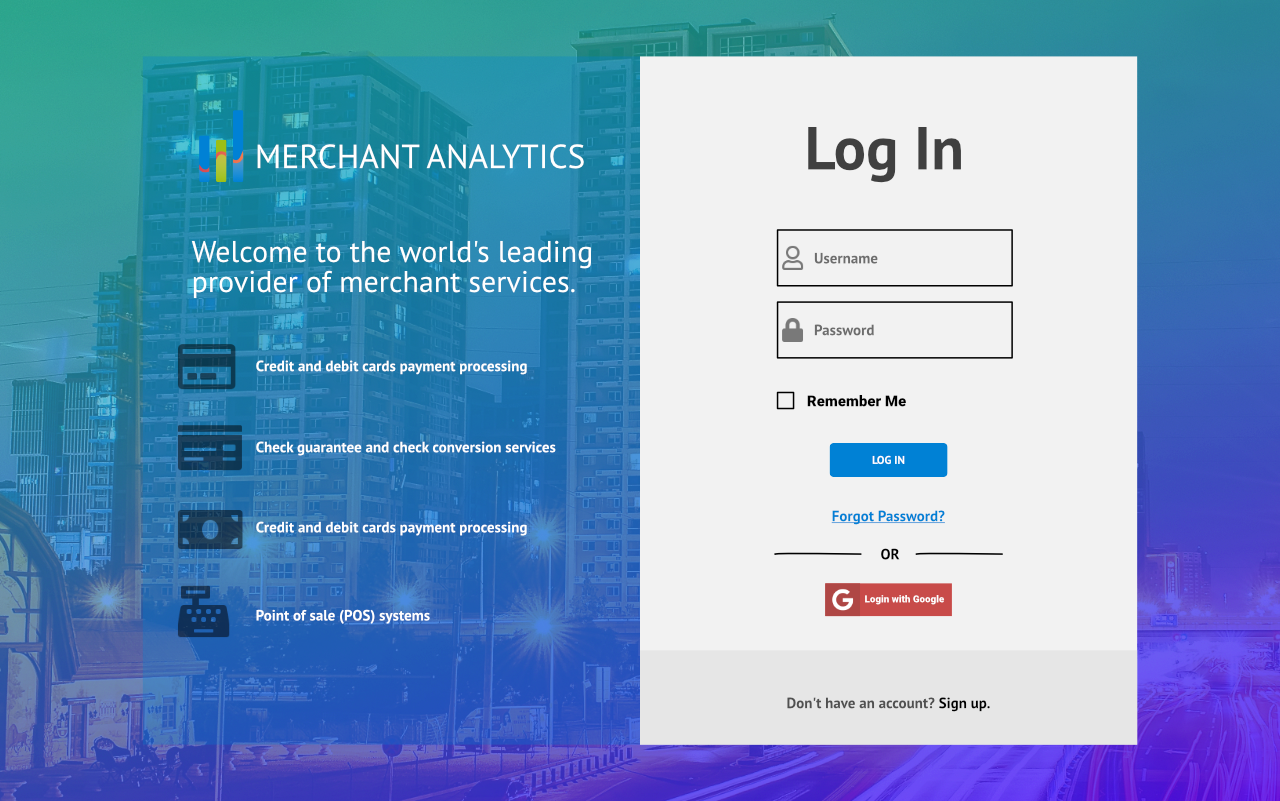 MERCHANT ANALYTICS
Welcome to the world's leading
provider of merchant services.
Credit and debit cards payment processing
Check guarantee and check conversion services
Credit and debit cards payment processing
Point of sale (POS) systems
Log In
Username
Password
Remember Me
LOG IN
Forgot Password?
OR
G Login with Google
Don't have an account? Sign up.